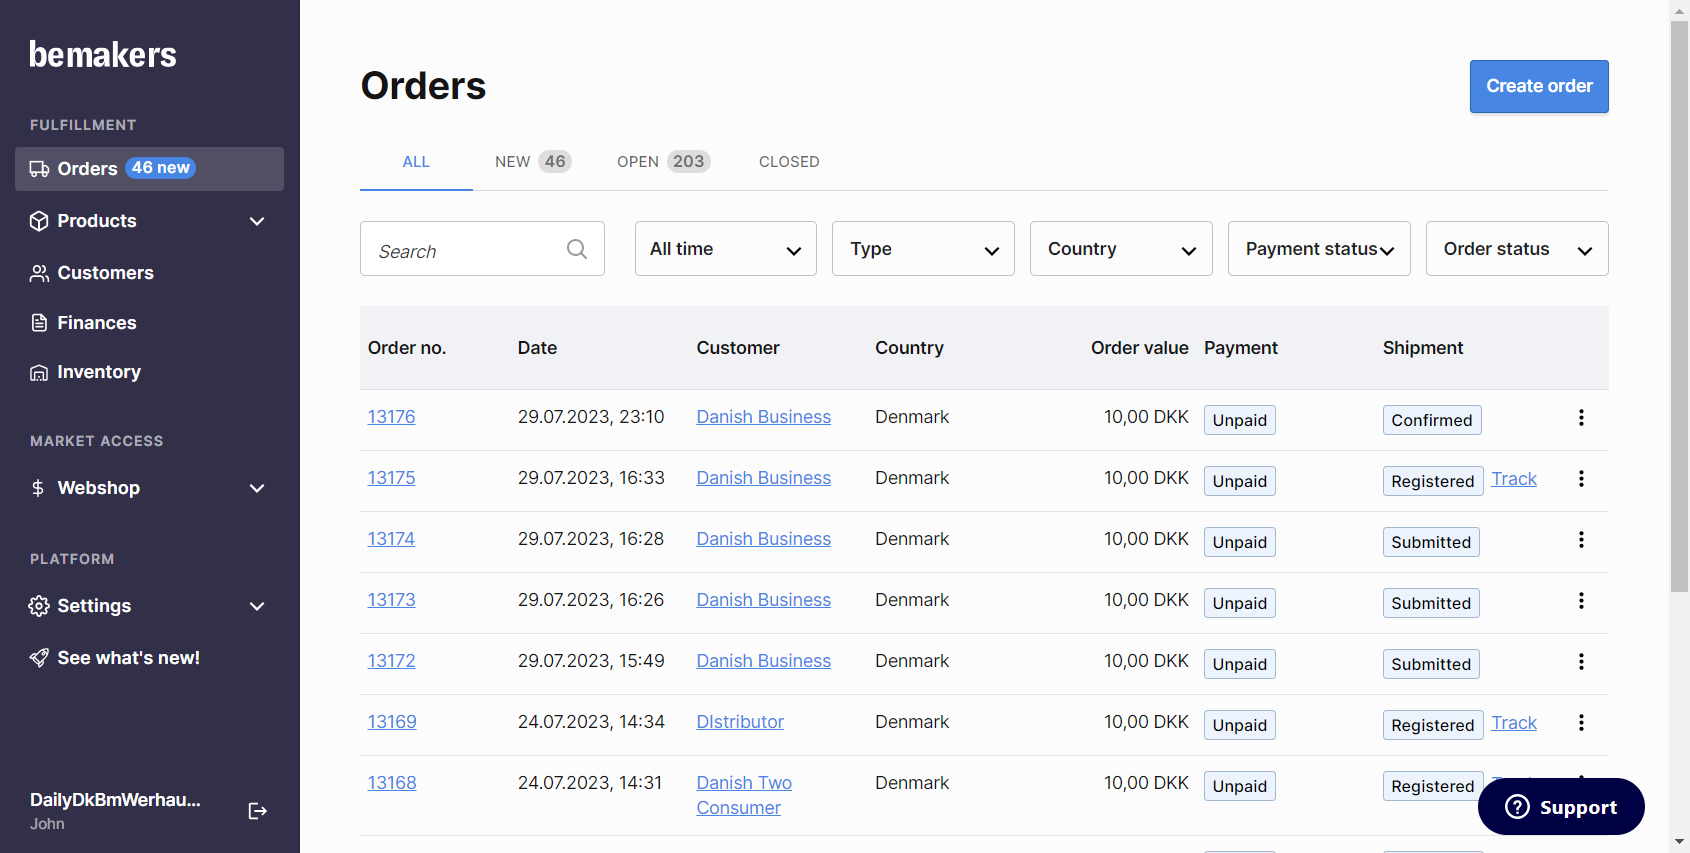 bemakers
FULFILLMENT
Orders 46 new
Products
Customers
Finances
Inventory
MARKET ACCESS
Webshop
PLATFORM
Settings
See what's new!
DailyDkBmWerhau...
John
Orders
Create order
ALL NEW 46 OPEN 203 CLOSED
Search All time Type Country Payment status Order status
Order no. Date Customer Country Order value Payment Shipment
13176 29.07.2023, 23:10 Danish Business Denmark 10,00 DKK Unpaid Confirmed
13175 29.07.2023, 16:33 Danish Business Denmark 10,00 DKK Unpaid Registered Track
13174 29.07.2023, 16:28 Danish Business Denmark 10,00 DKK Unpaid Submitted
13173 29.07.2023, 16:26 Danish Business Denmark 10,00 DKK Unpaid Submitted
13172 29.07.2023, 15:49 Danish Business Denmark 10,00 DKK Unpaid Submitted
13169 24.07.2023, 14:34 DIstributor Denmark 10,00 DKK Unpaid Registered Track
13168 24.07.2023, 14:31 Danish Two Denmark 10,00 DKK Unpaid Registered
Consumer
Support